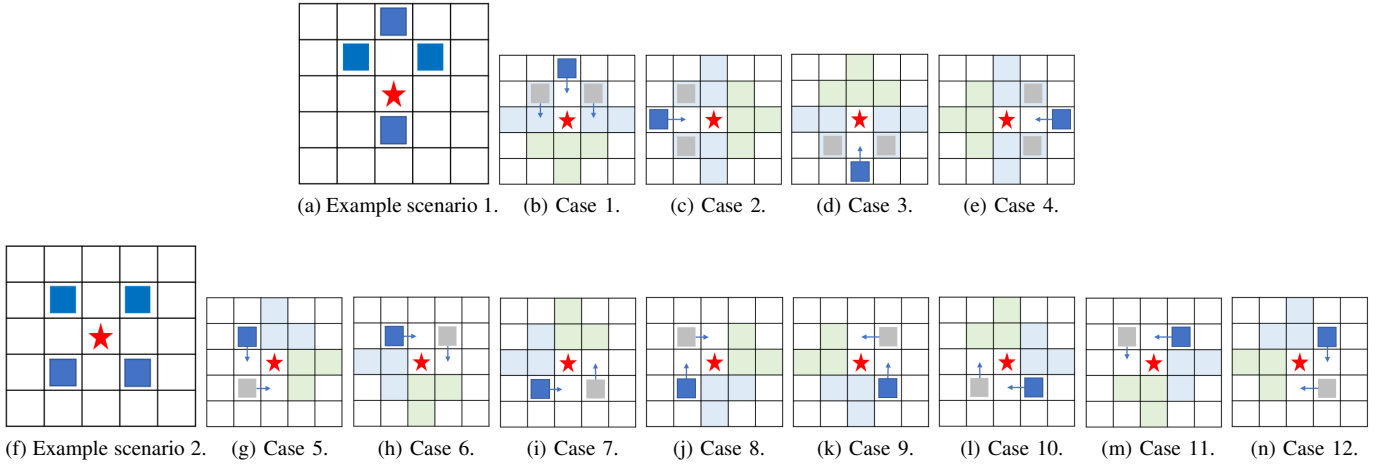 (a) Example scenario 1. (b) Case 1. (c) Case 2. (d) Case 3. (e) Case 4.
(f) Example scenario 2. (g) Case 5. (h) Case 6. (i) Case 7. (j) Case 8. (k) Case 9. (l) Case 10. (m) Case 11. (n) Case 12.